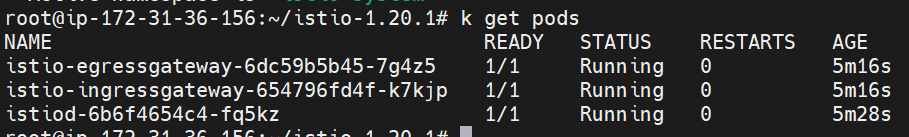 root@ip-172-31-36-156:~/istio-1.20.1# k get pods
NAME READY STATUS RESTARTS AGE
istio-egressgateway-6dc59b5b45-7g4z5 1/1 Running 0 5m16s
istio-ingressgateway-654796fd4f-k7kjp 1/1 Running 0 5m16s
istiod-6b6f4654c4-fq5kz 1/1 Running 0 5m28s
root@ip-172-31-36-156:~/istio-1.20.1#